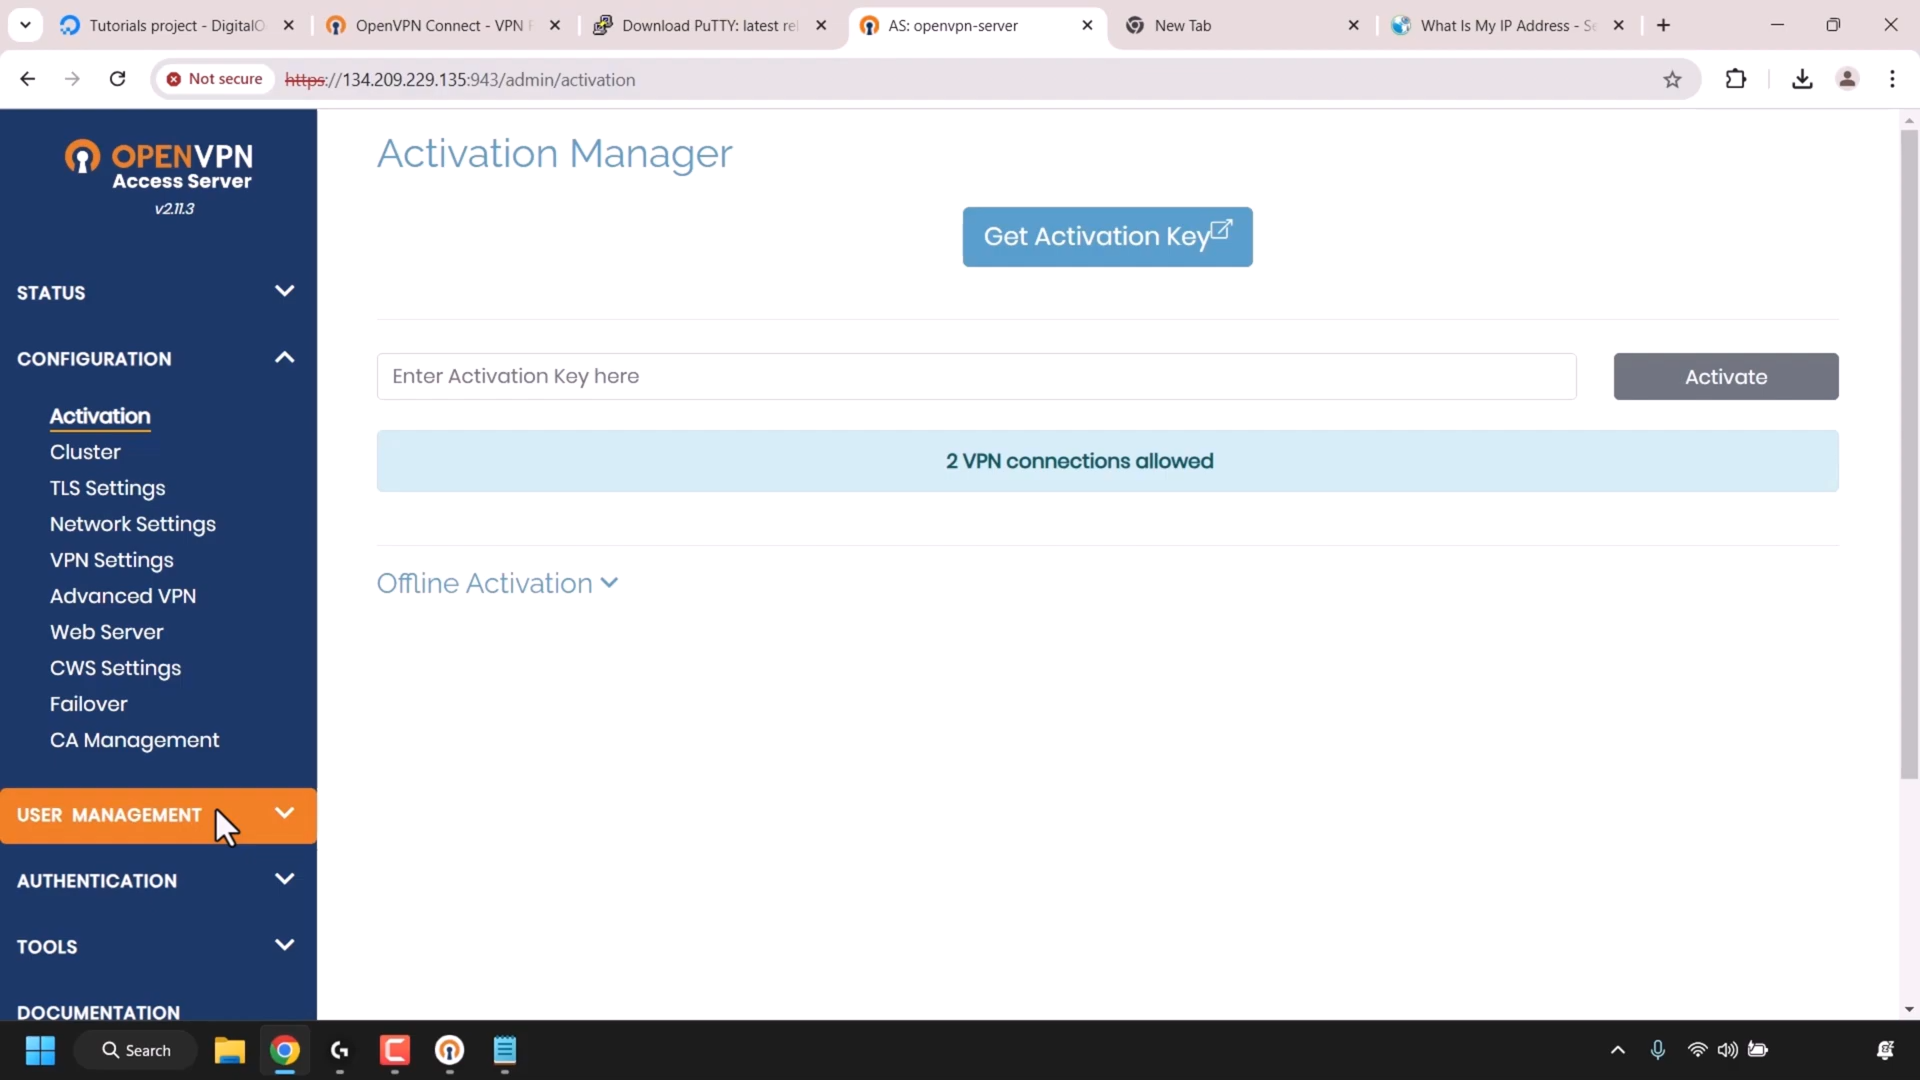 Tutorials project - DigitalO
OpenVPN Connect - VPN F
Download PuTTY: latest rel
AS: openvpn-server
New Tab
What Is My IP Address - Se
Not secure
https://134.209.229.135:943/admin/activation
OPENVPN
Access Server
v2.11.3
STATUS
CONFIGURATION
Activation
Cluster
TLS Settings
Network Settings
VPN Settings
Advanced VPN
Web Server
CWS Settings
Failover
CA Management
USER MANAGEMENT
AUTHENTICATION
TOOLS
DOCUMENTATION
Activation Manager
Get Activation Key
Enter Activation Key here
Activate
2 VPN connections allowed
Offline Activation
Search